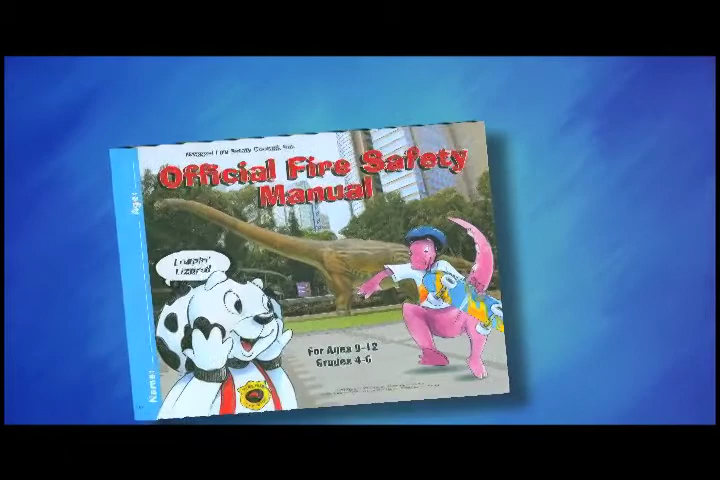 National Fire Safety Council, Inc.
Official Fire Safety
Manual
Age:
Leapin'
Lizard!
For Ages 9-12
Grades 4-6
Name: